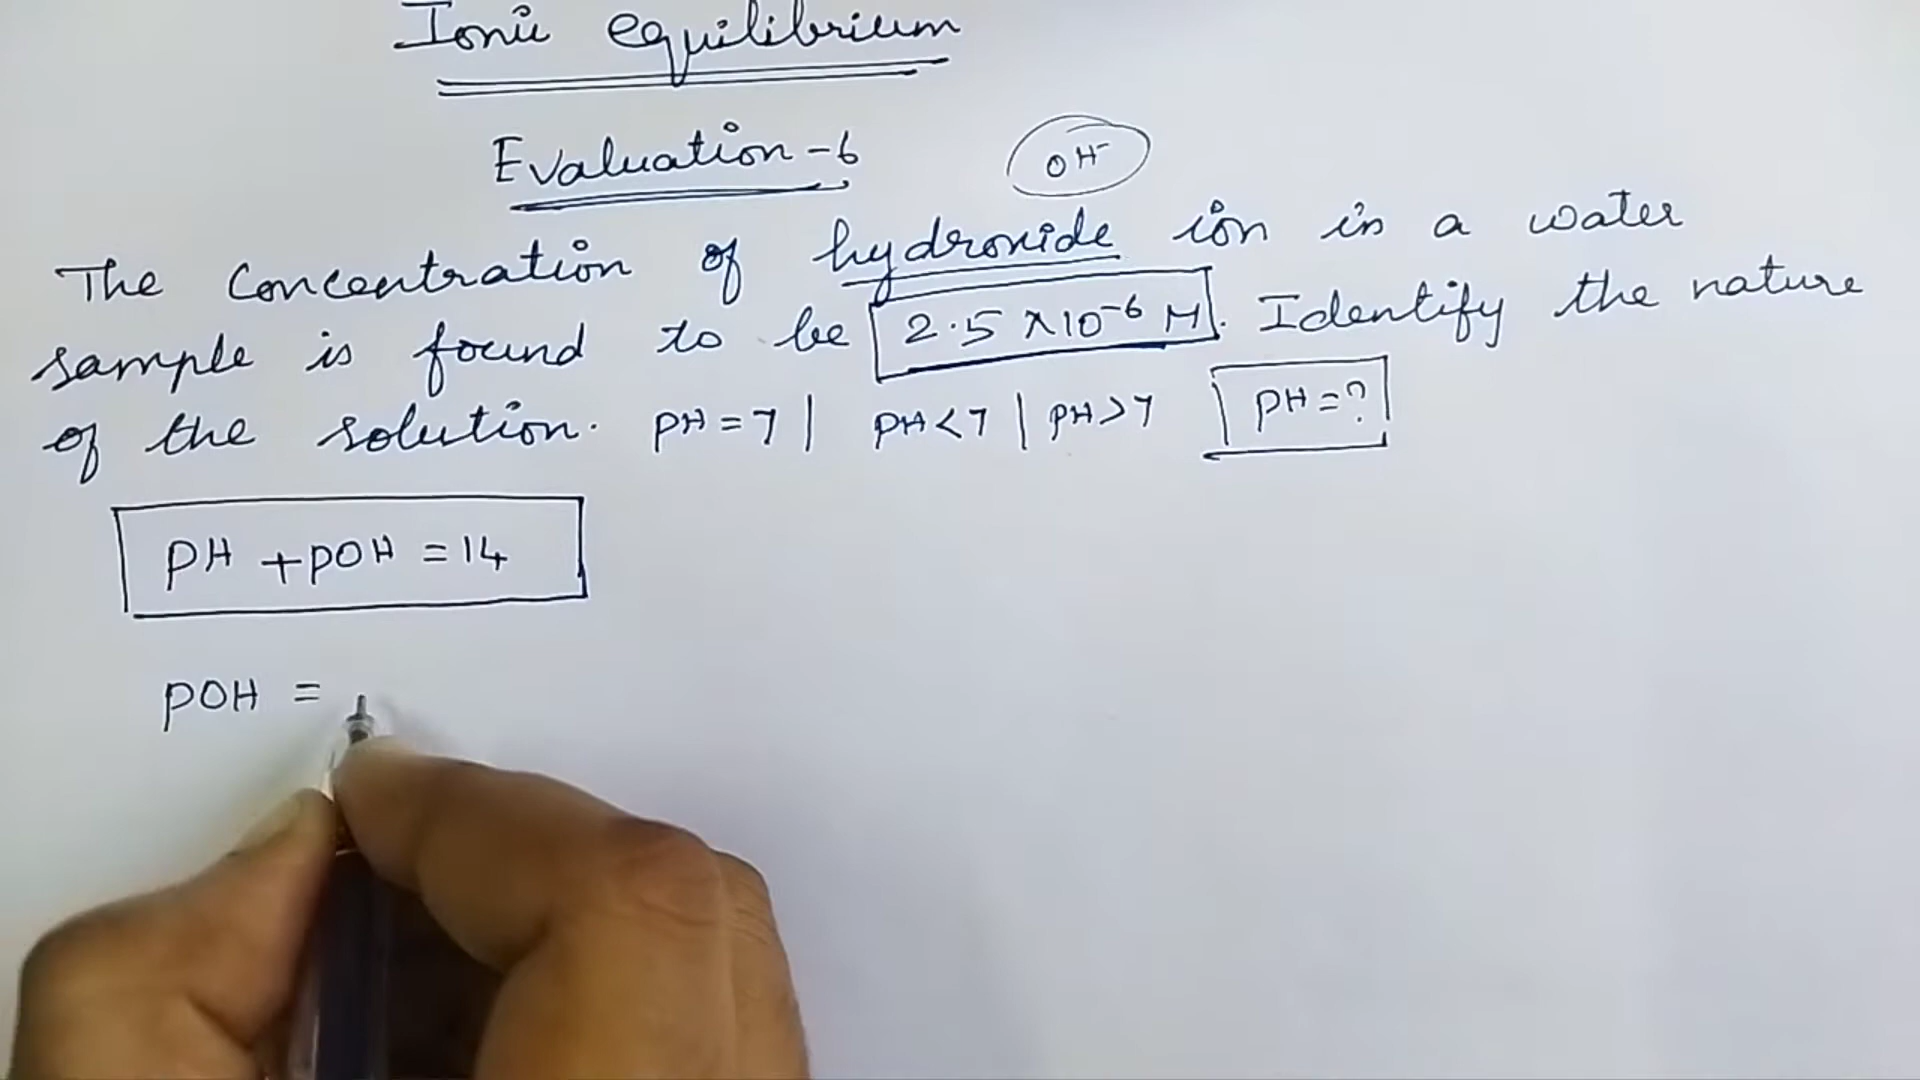 Ionic equilibrium
Evaluation-6
OH⁻
The concentration of hydroxide ion in a water
sample is found to be 2.5 x10⁻⁶ M. Identify the nature
of the solution. PH=7 | PH<7 | PH>7 PH=?
PH +POH =14
POH =